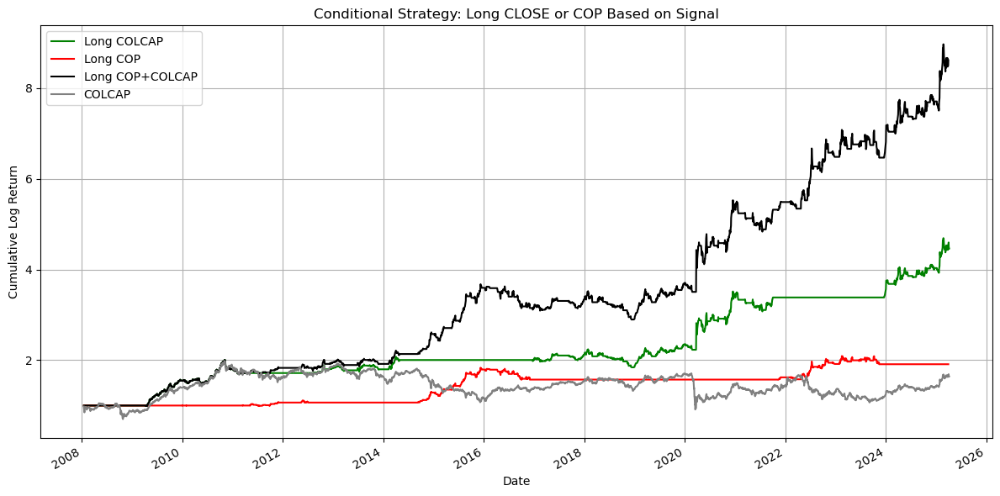 Conditional Strategy: Long CLOSE or COP Based on Signal
Long COLCAP
Long COP
Long COP+COLCAP
COLCAP
Cumulative Log Return
8
6
4
2
2008
2010
2012
2014
2016
2018
2020
2022
2024
2026
Date